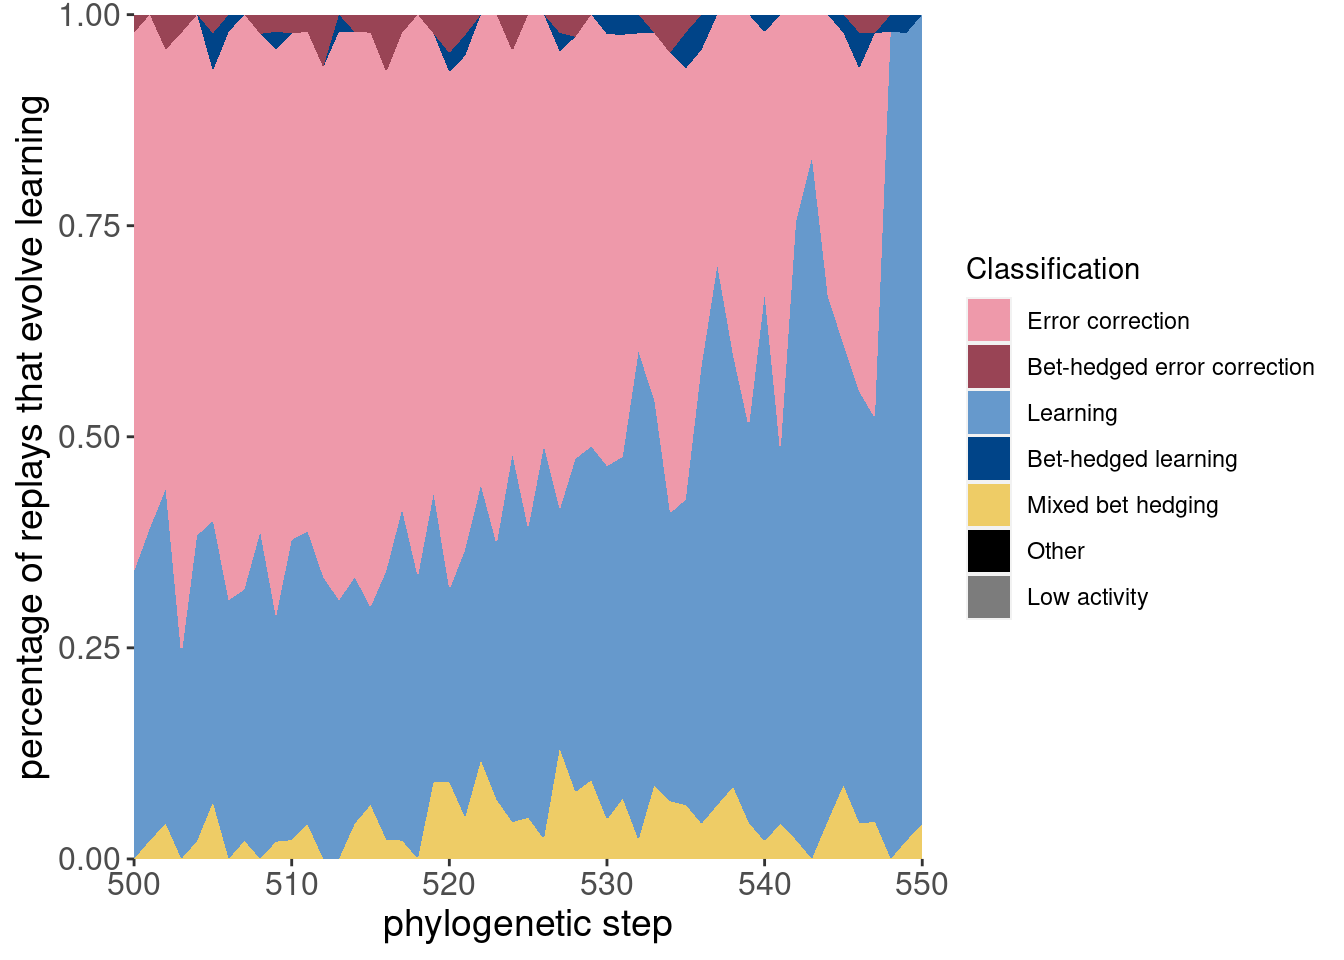 percentage of replays that evolve learning
1.00
0.75
0.50
0.25
0.00
500 510 520 530 540 550
phylogenetic step
Classification
Error correction
Bet-hedged error correction
Learning
Bet-hedged learning
Mixed bet hedging
Other
Low activity